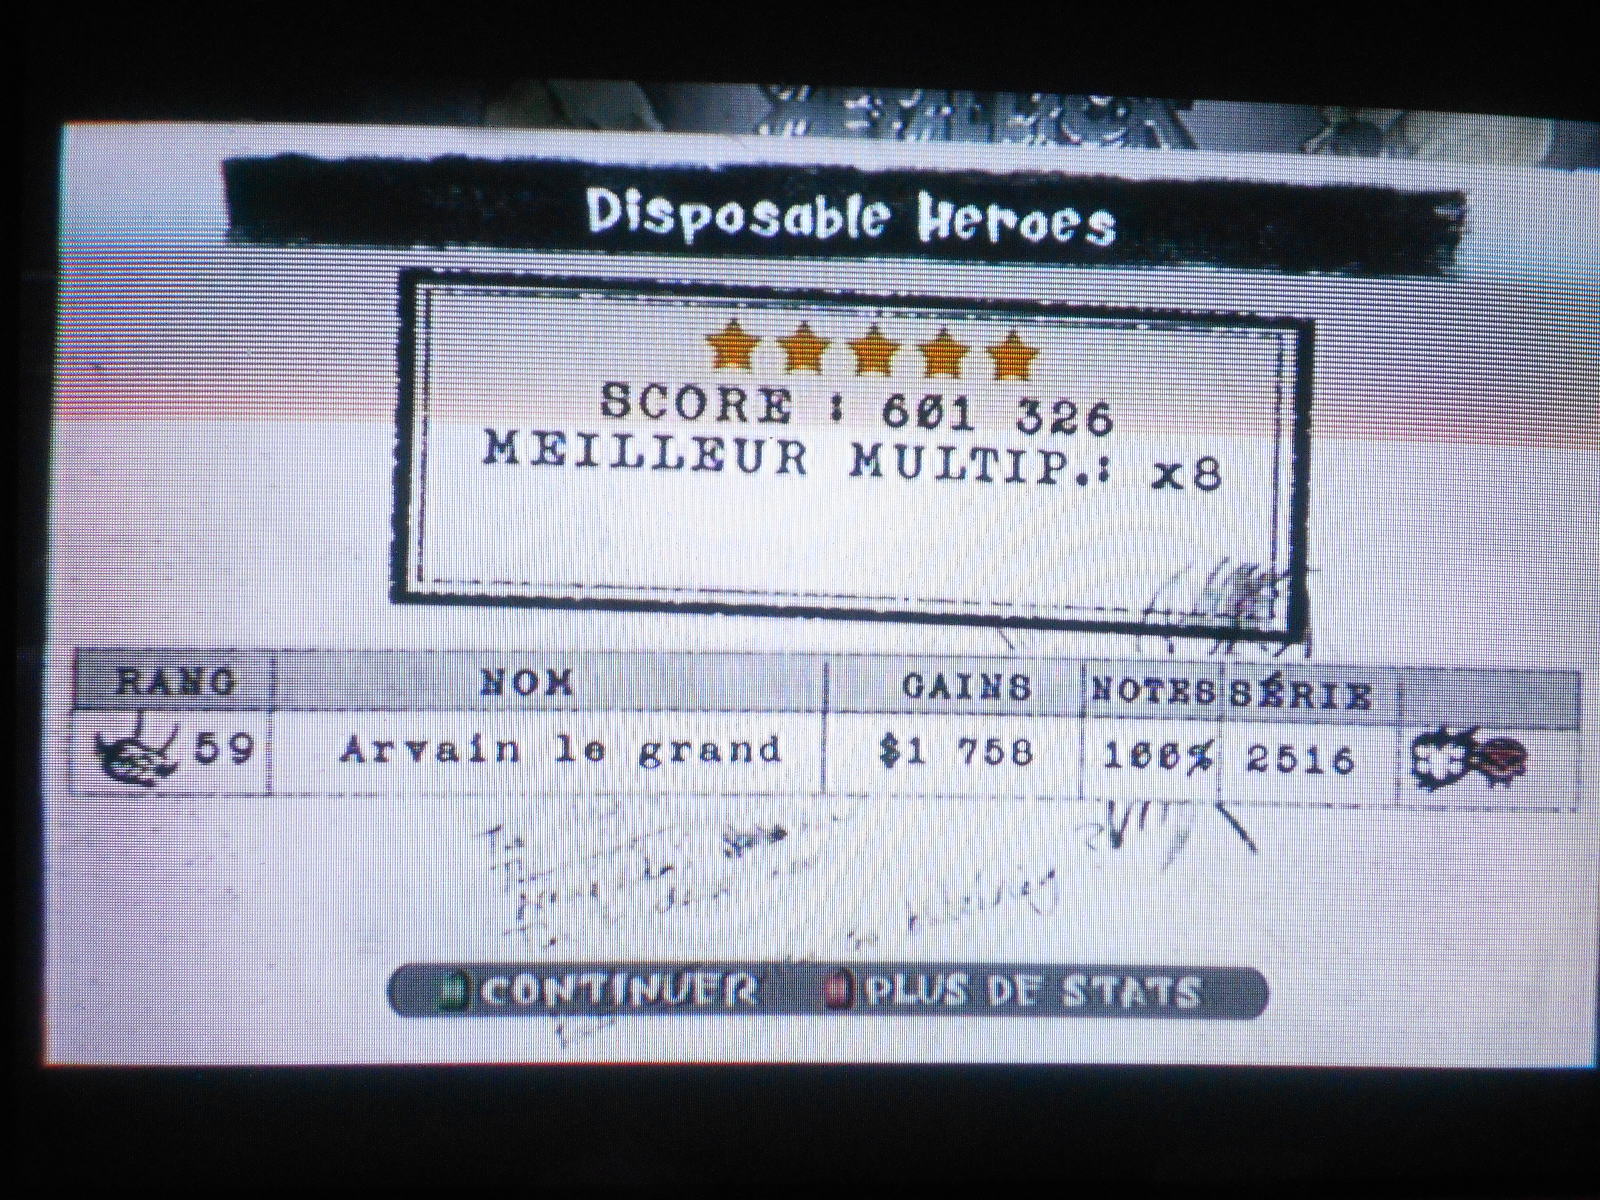 Disposable Heroes
SCORE : 601 326
MEILLEUR MULTIP.: x8
RANG NOM GAINS NOTES SÉRIE
59 Arvain le grand $1 758 100% 2516
CONTINUER PLUS DE STATS